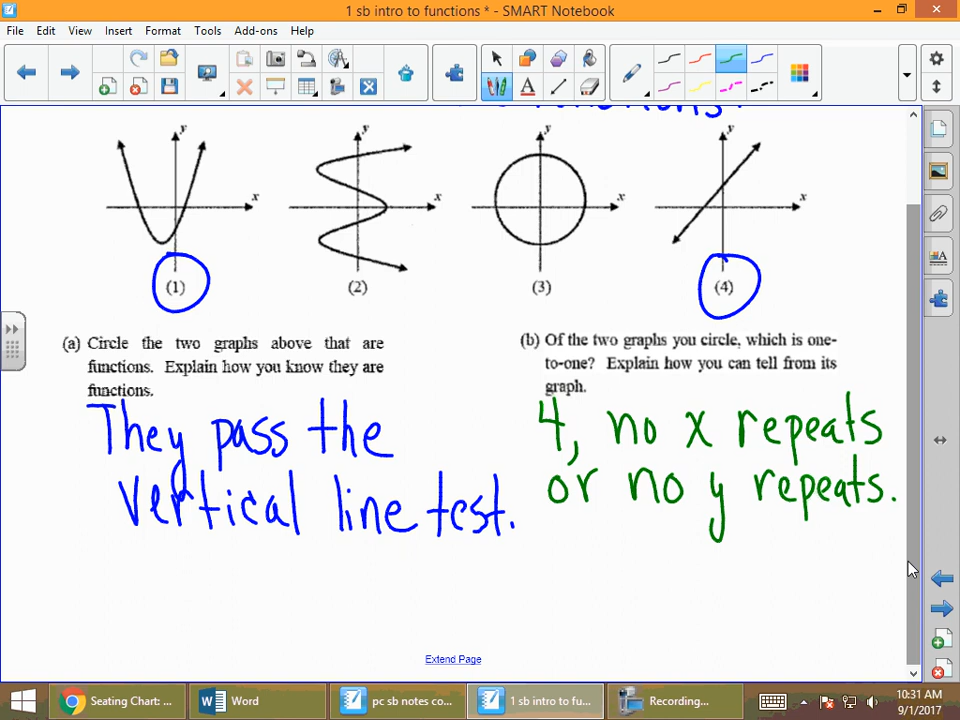 1 sb intro to functions * - SMART Notebook
File Edit View Insert Format Tools Add-ons Help
functions?
y y y y
x x x x
(1) (2) (3) (4)
(a) Circle the two graphs above that are
functions. Explain how you know they are
functions.
They pass the
vertical line test.
(b) Of the two graphs you circle, which is one-
to-one? Explain how you can tell from its
graph.
4, no x repeats
or no y repeats.
Extend Page
Seating Chart: ... Word pc sb notes co... 1 sb intro to fu... Recording...
10:31 AM
9/1/2017